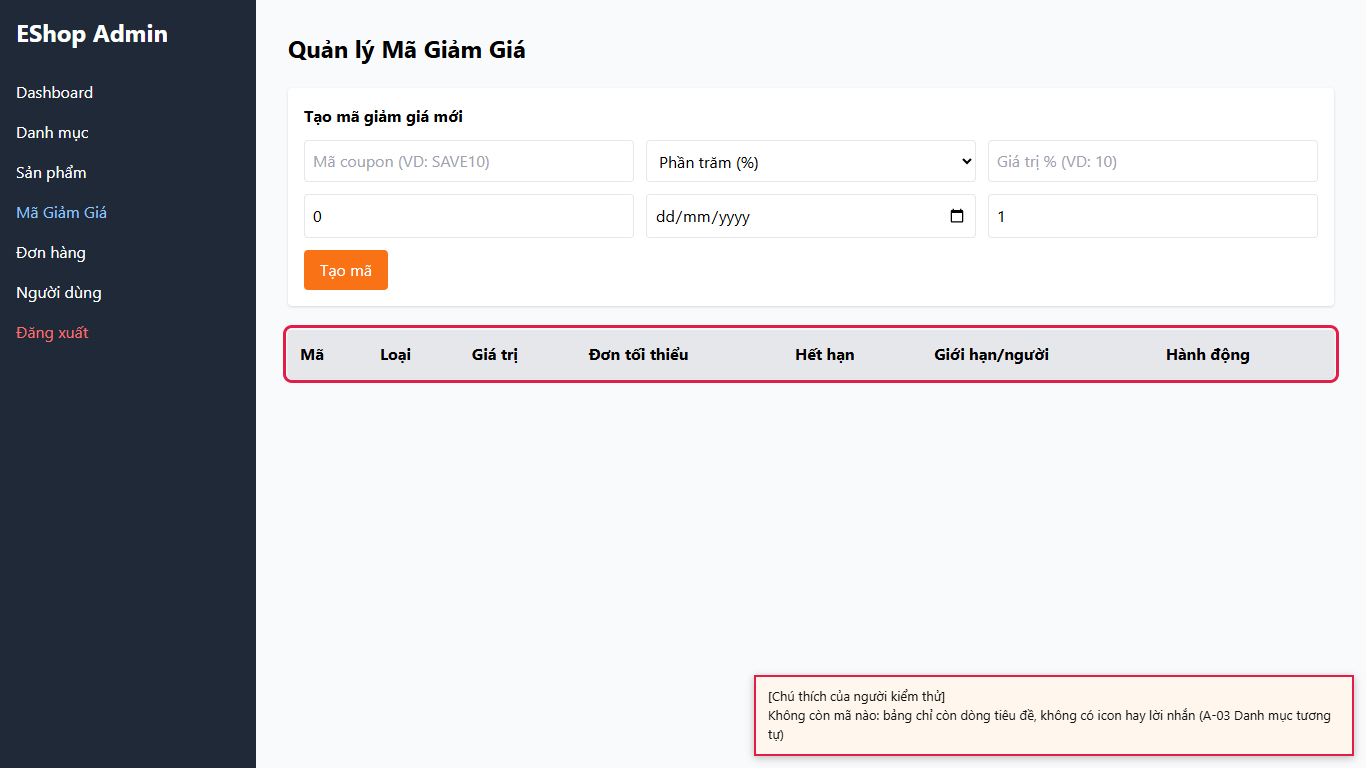 EShop Admin
Dashboard
Danh mục
Sản phẩm
Mã Giảm Giá
Đơn hàng
Người dùng
Đăng xuất
Quản lý Mã Giảm Giá
Tạo mã giảm giá mới
Mã coupon (VD: SAVE10) Phần trăm (%) Giá trị % (VD: 10)
0 dd/mm/yyyy 1
Tạo mã
Mã Loại Giá trị Đơn tối thiểu Hết hạn Giới hạn/người Hành động
[Chú thích của người kiểm thử]
Không còn mã nào: bảng chỉ còn dòng tiêu đề, không có icon hay lời nhắn (A-03 Danh mục tương
tự)